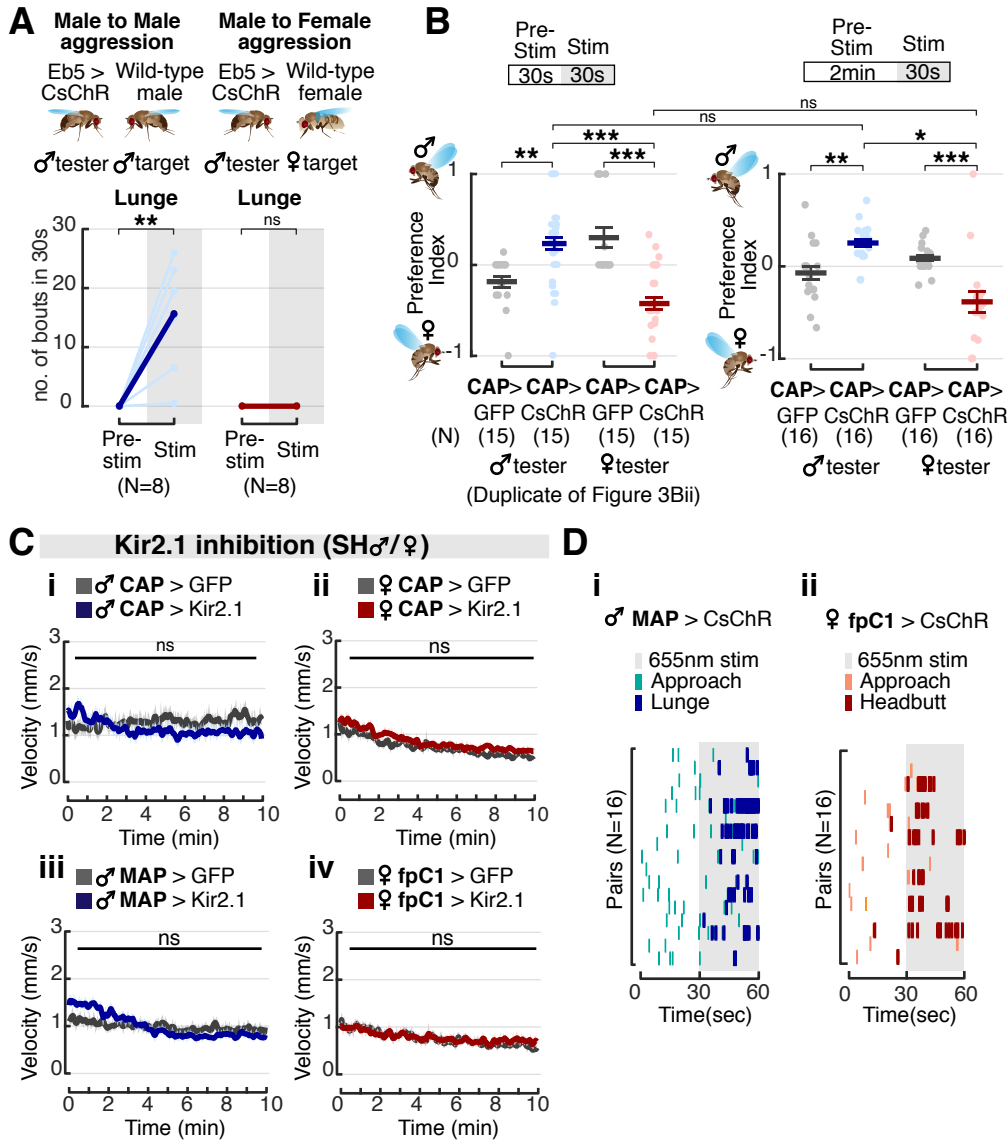 A
Male to Male
aggression
Male to Female
aggression
Eb5 >
CsChR
Wild-type
male
Eb5 >
CsChR
Wild-type
female
♂tester
♂target
♂tester
♀target
Lunge
Lunge
**
ns
no. of bouts in 30s
30
20
10
0
Pre-
stim
Stim
Pre-
stim
Stim
(N=8)
(N=8)
B
Pre-
Stim
Stim
30s
30s
Pre-
Stim
Stim
2min
30s
ns
ns
***
*
**
***
**
***
♂
♂
1
1
Preference
Index
0
Preference
Index
0
♀
♀
-1
-1
CAP> CAP> CAP> CAP>
GFP CsChR GFP CsChR
(N) (15) (15) (15) (15)
♂tester ♀tester
(Duplicate of Figure 3Bii)
CAP> CAP> CAP> CAP>
GFP CsChR GFP CsChR
(16) (16) (16) (16)
♂tester ♀tester
C
Kir2.1 inhibition (SH♂/♀)
i
♂ CAP > GFP
♂ CAP > Kir2.1
ns
Velocity (mm/s)
3
2
1
0
0 2 4 6 8 10
Time (min)
ii
♀ CAP > GFP
♀ CAP > Kir2.1
ns
Velocity (mm/s)
3
2
1
0
0 2 4 6 8 10
Time (min)
iii
♂ MAP > GFP
♂ MAP > Kir2.1
ns
Velocity (mm/s)
3
2
1
0
0 2 4 6 8 10
Time (min)
iv
♀ fpC1 > GFP
♀ fpC1 > Kir2.1
ns
Velocity (mm/s)
3
2
1
0
0 2 4 6 8 10
Time (min)
D
i
♂ MAP > CsChR
655nm stim
Approach
Lunge
Pairs (N=16)
0 30 60
Time(sec)
ii
♀ fpC1 > CsChR
655nm stim
Approach
Headbutt
Pairs (N=16)
0 30 60
Time(sec)